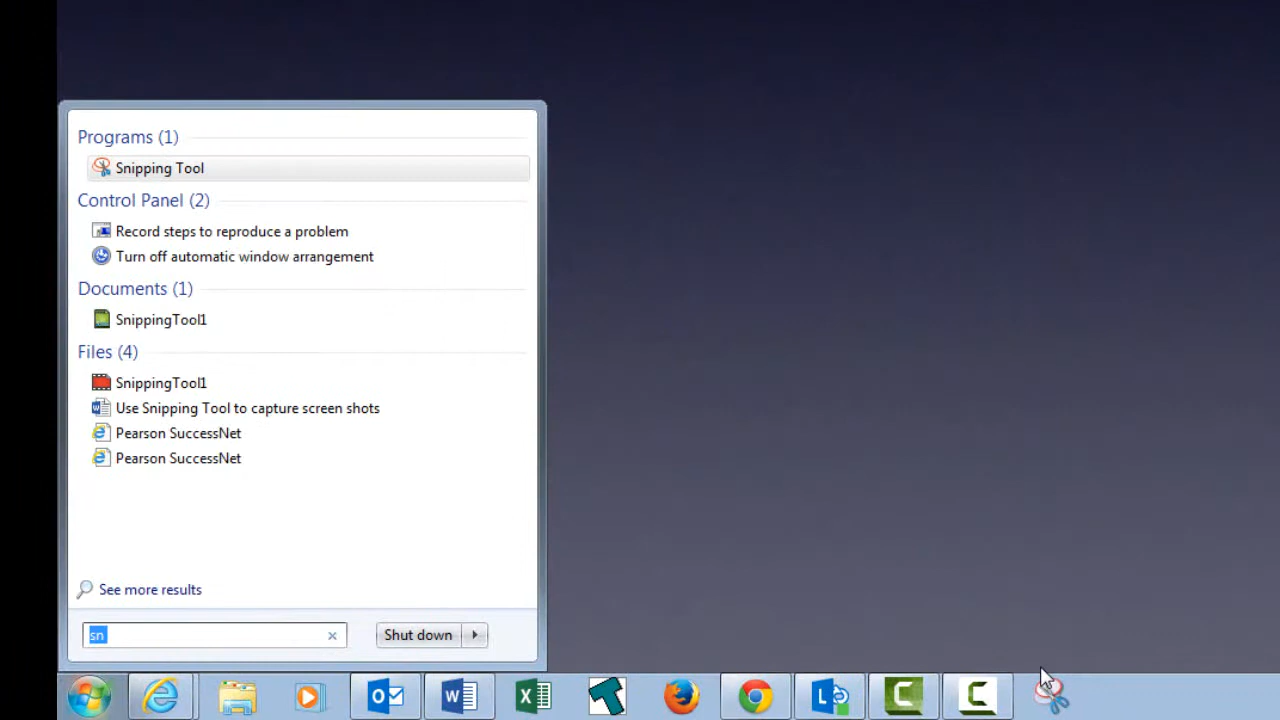 Programs (1)
Snipping Tool
Control Panel (2)
Record steps to reproduce a problem
Turn off automatic window arrangement
Documents (1)
SnippingTool1
Files (4)
SnippingTool1
Use Snipping Tool to capture screen shots
Pearson SuccessNet
Pearson SuccessNet
See more results
sn
Shut down